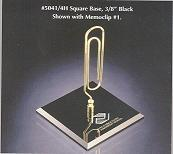 #5041/4H Square Base, 3/8" Black
Shown with Memoclip #1.